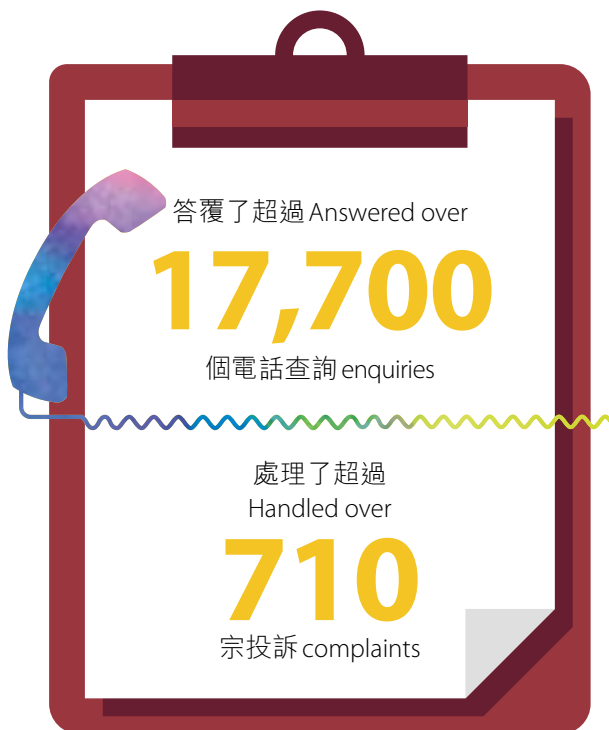 答覆了超過 Answered over
17,700
個電話查詢 enquiries
處理了超過
Handled over
710
宗投訴 complaints